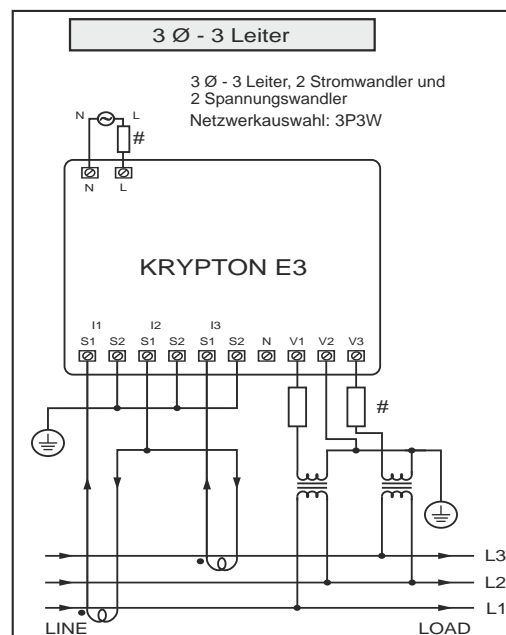 3 Ø - 3 Leiter
3 Ø - 3 Leiter, 2 Stromwandler und
2 Spannungswandler
Netzwerkauswahl: 3P3W
N L
#
N L
KRYPTON E3
I1 I2 I3
S1 S2 S1 S2 S1 S2 N V1 V2 V3
#
L3
L2
L1
LINE LOAD